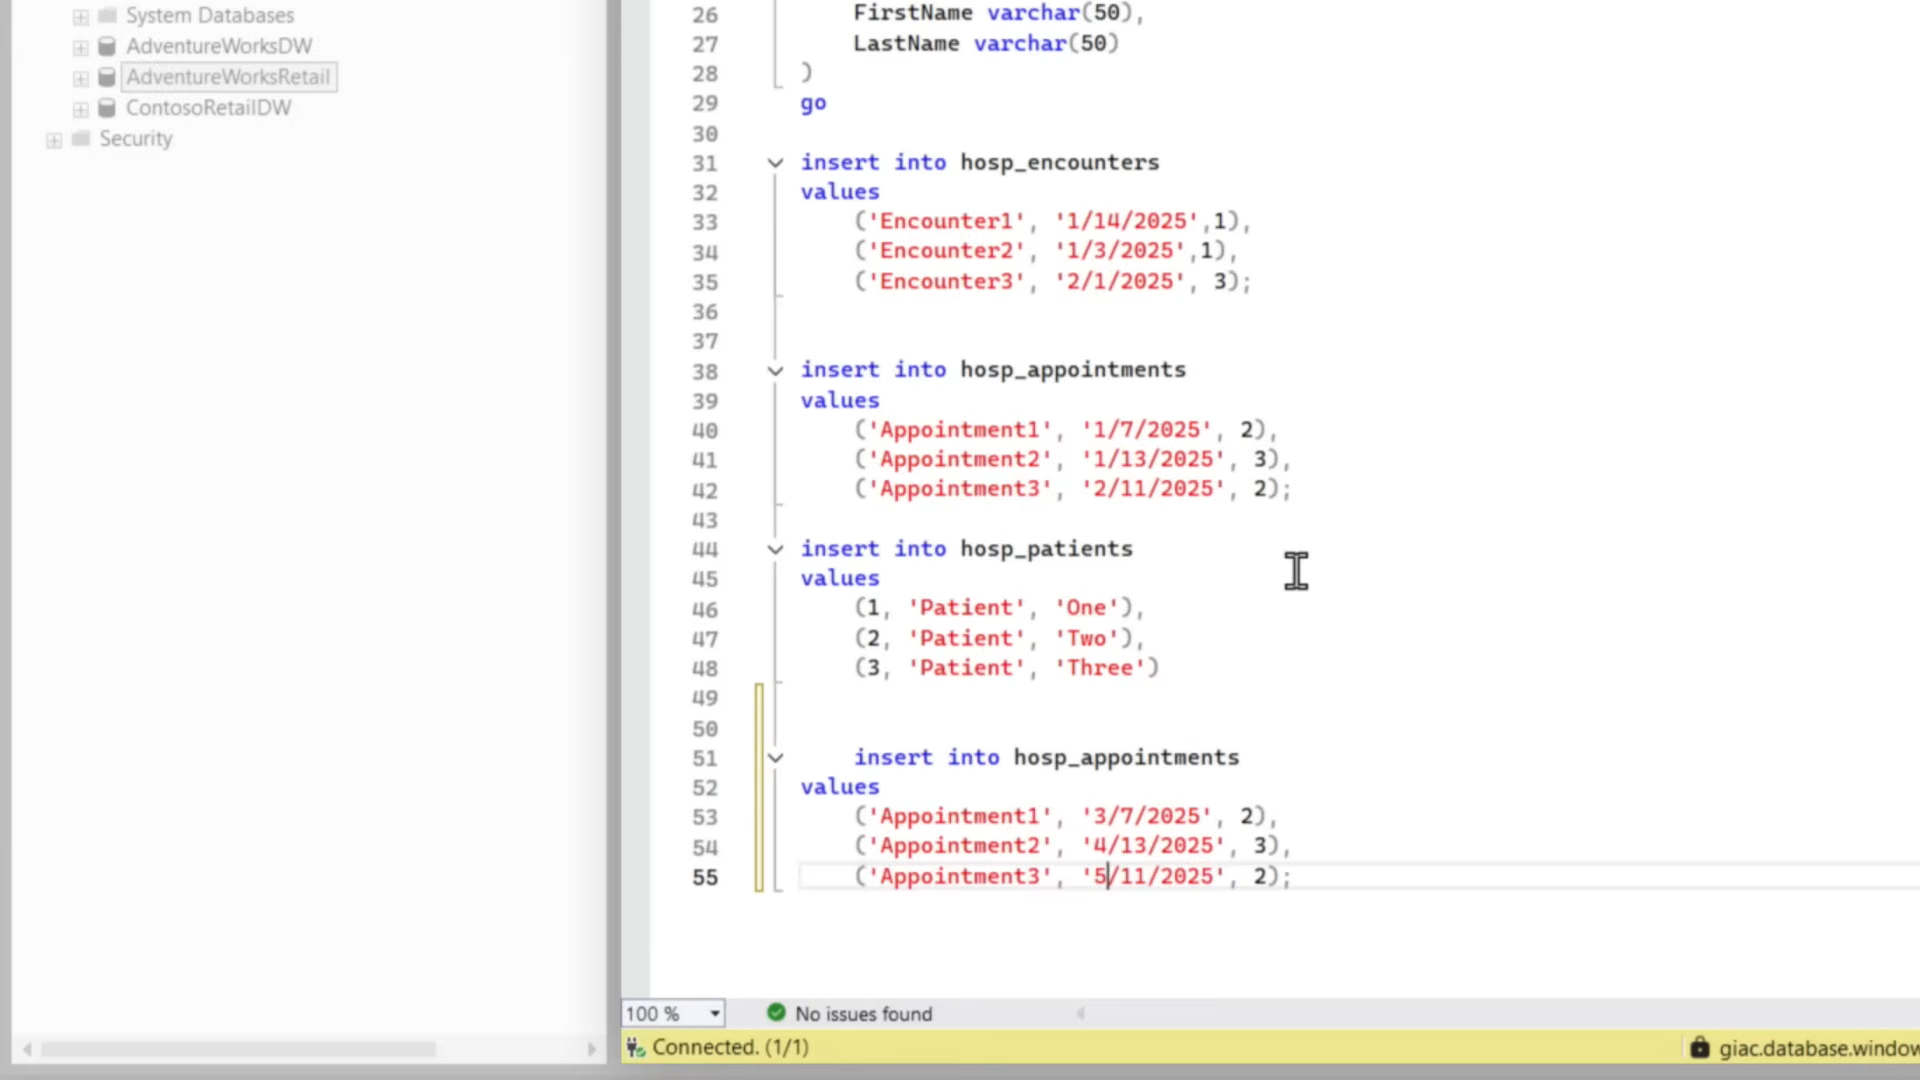 System Databases
AdventureWorksDW
AdventureWorksRetail
ContosoRetailDW
Security
26 FirstName varchar(50),
27 LastName varchar(50)
28 )
29 go
30
31 insert into hosp_encounters
32 values
33 ('Encounter1', '1/14/2025',1),
34 ('Encounter2', '1/3/2025',1),
35 ('Encounter3', '2/1/2025', 3);
36
37
38 insert into hosp_appointments
39 values
40 ('Appointment1', '1/7/2025', 2),
41 ('Appointment2', '1/13/2025', 3),
42 ('Appointment3', '2/11/2025', 2);
43
44 insert into hosp_patients
45 values
46 (1, 'Patient', 'One'),
47 (2, 'Patient', 'Two'),
48 (3, 'Patient', 'Three')
49
50
51 insert into hosp_appointments
52 values
53 ('Appointment1', '3/7/2025', 2),
54 ('Appointment2', '4/13/2025', 3),
55 ('Appointment3', '5/11/2025', 2);
100 % No issues found
Connected. (1/1) giac.database.window